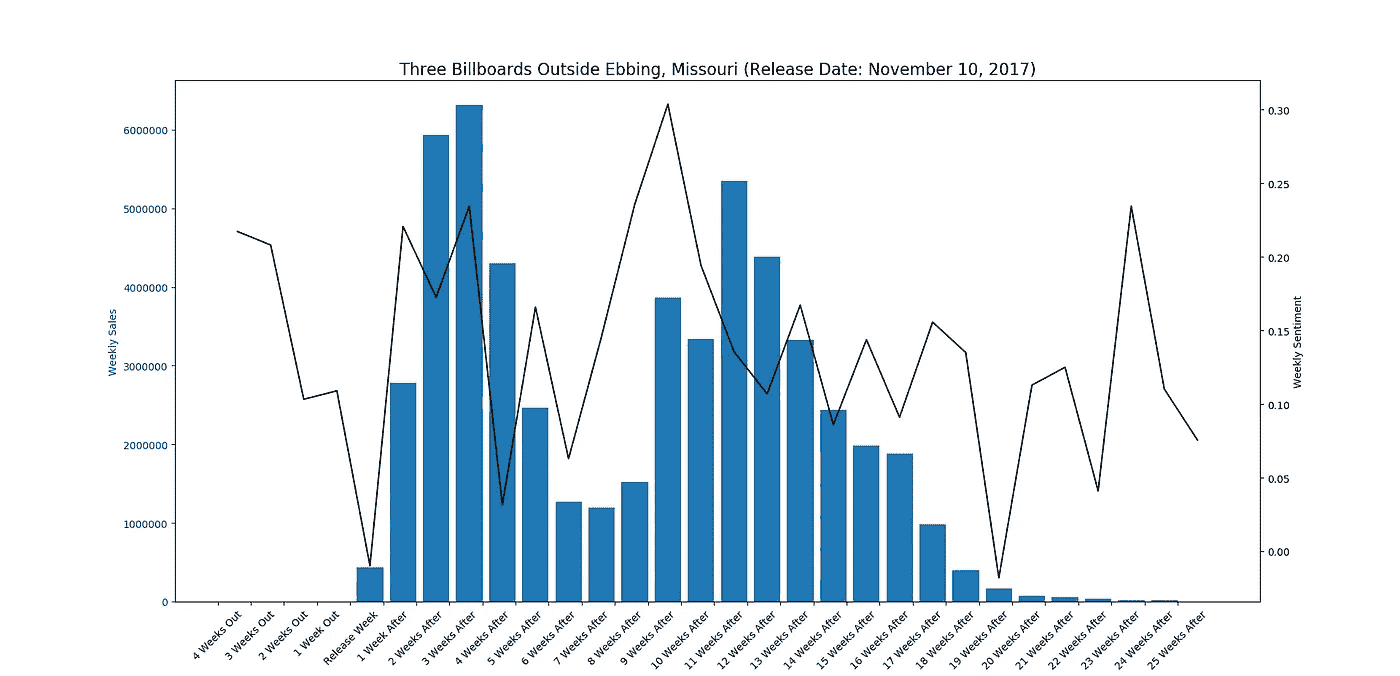 Three Billboards Outside Ebbing, Missouri (Release Date: November 10, 2017)
6000000
5000000
4000000
3000000
2000000
1000000
0
Weekly Sales
0.30
0.25
0.20
0.15
0.10
0.05
0.00
Weekly Sentiment
4 Weeks Out
3 Weeks Out
2 Weeks Out
1 Week Out
Release Week
1 Week After
2 Weeks After
3 Weeks After
4 Weeks After
5 Weeks After
6 Weeks After
7 Weeks After
8 Weeks After
9 Weeks After
10 Weeks After
11 Weeks After
12 Weeks After
13 Weeks After
14 Weeks After
15 Weeks After
16 Weeks After
17 Weeks After
18 Weeks After
19 Weeks After
20 Weeks After
21 Weeks After
22 Weeks After
23 Weeks After
24 Weeks After
25 Weeks After